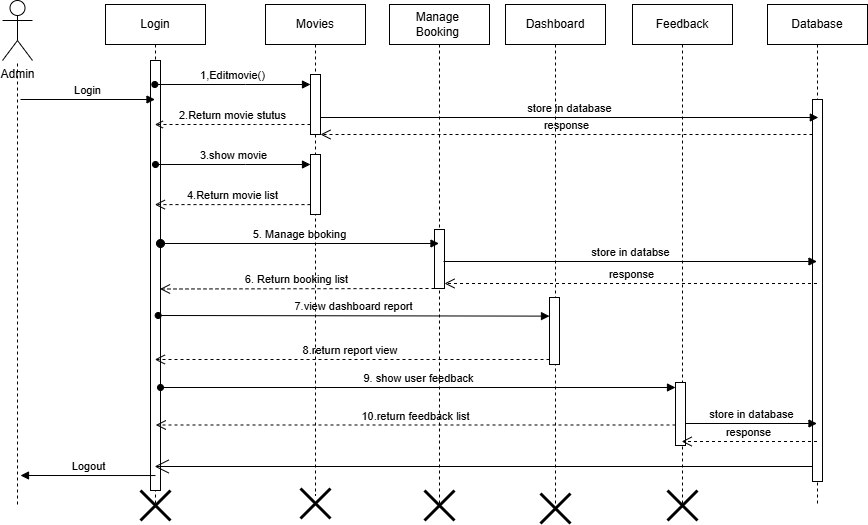 Login
Movies
Manage
Booking
Dashboard
Feedback
Database
Admin
1,Editmovie()
Login
store in database
2.Return movie stutus
response
3.show movie
4.Return movie list
5. Manage booking
store in databse
6. Return booking list
response
7.view dashboard report
8.return report view
9. show user feedback
10.return feedback list
store in database
response
Logout